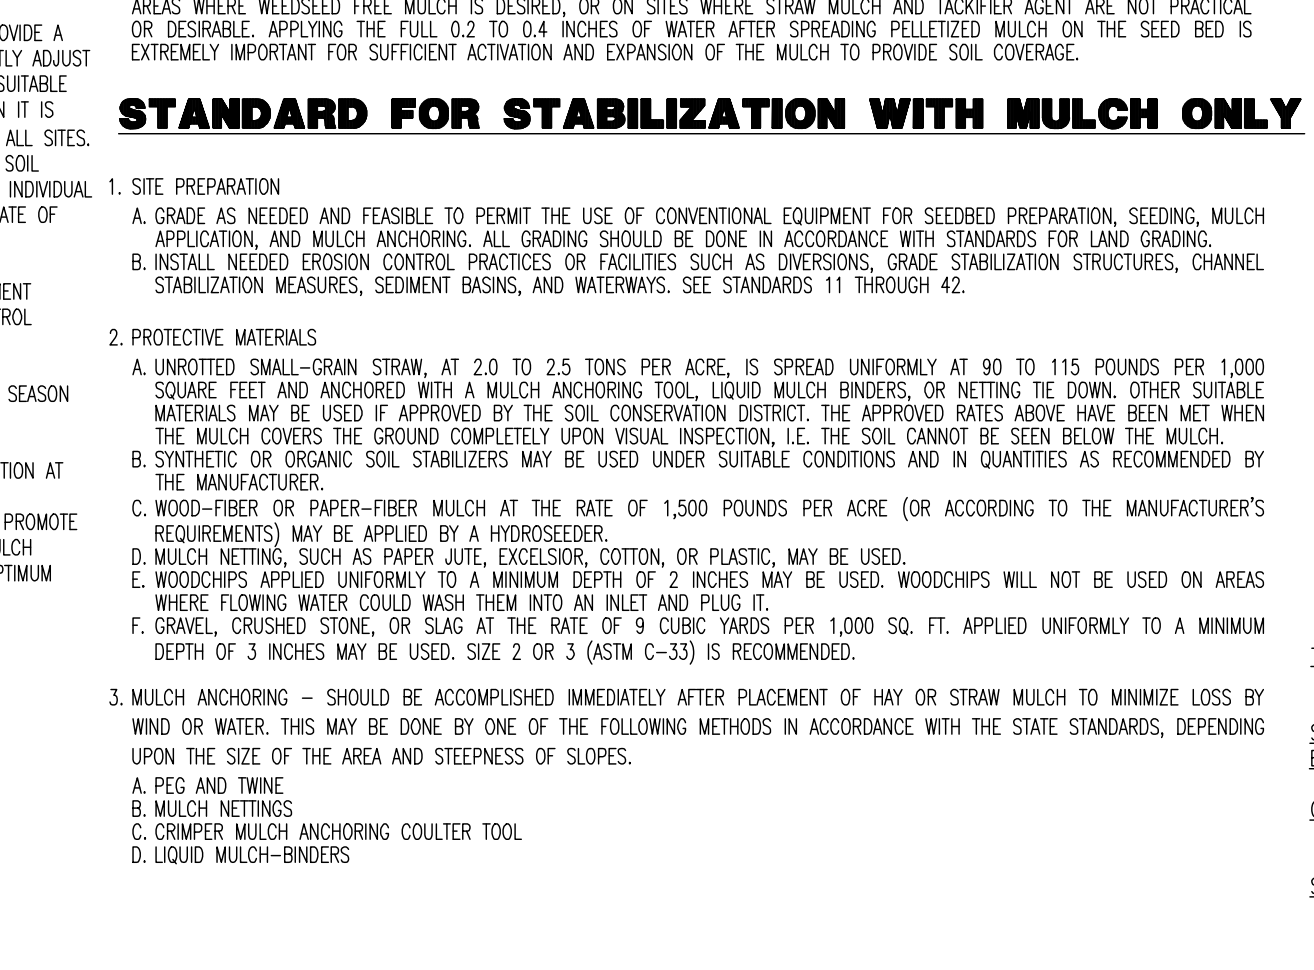 OVIDE A
TLY ADJUST
SUITABLE
N IT IS
ALL SITES.
SOIL
INDIVIDUAL
ATE OF
MENT
TROL
SEASON
TION AT
PROMOTE
ULCH
PTIMUM
AREAS WHERE WEEDSEED FREE MULCH IS DESIRED, OR ON SITES WHERE STRAW MULCH AND TACKIFIER AGENT ARE NOT PRACTICAL
OR DESIRABLE. APPLYING THE FULL 0.2 TO 0.4 INCHES OF WATER AFTER SPREADING PELLETIZED MULCH ON THE SEED BED IS
EXTREMELY IMPORTANT FOR SUFFICIENT ACTIVATION AND EXPANSION OF THE MULCH TO PROVIDE SOIL COVERAGE.
STANDARD FOR STABILIZATION WITH MULCH ONLY
1. SITE PREPARATION
A. GRADE AS NEEDED AND FEASIBLE TO PERMIT THE USE OF CONVENTIONAL EQUIPMENT FOR SEEDBED PREPARATION, SEEDING, MULCH
APPLICATION, AND MULCH ANCHORING. ALL GRADING SHOULD BE DONE IN ACCORDANCE WITH STANDARDS FOR LAND GRADING.
B. INSTALL NEEDED EROSION CONTROL PRACTICES OR FACILITIES SUCH AS DIVERSIONS, GRADE STABILIZATION STRUCTURES, CHANNEL
STABILIZATION MEASURES, SEDIMENT BASINS, AND WATERWAYS. SEE STANDARDS 11 THROUGH 42.
2. PROTECTIVE MATERIALS
A. UNROTTED SMALL-GRAIN STRAW, AT 2.0 TO 2.5 TONS PER ACRE, IS SPREAD UNIFORMLY AT 90 TO 115 POUNDS PER 1,000
SQUARE FEET AND ANCHORED WITH A MULCH ANCHORING TOOL, LIQUID MULCH BINDERS, OR NETTING TIE DOWN. OTHER SUITABLE
MATERIALS MAY BE USED IF APPROVED BY THE SOIL CONSERVATION DISTRICT. THE APPROVED RATES ABOVE HAVE BEEN MET WHEN
THE MULCH COVERS THE GROUND COMPLETELY UPON VISUAL INSPECTION, I.E. THE SOIL CANNOT BE SEEN BELOW THE MULCH.
B. SYNTHETIC OR ORGANIC SOIL STABILIZERS MAY BE USED UNDER SUITABLE CONDITIONS AND IN QUANTITIES AS RECOMMENDED BY
THE MANUFACTURER.
C. WOOD-FIBER OR PAPER-FIBER MULCH AT THE RATE OF 1,500 POUNDS PER ACRE (OR ACCORDING TO THE MANUFACTURER'S
REQUIREMENTS) MAY BE APPLIED BY A HYDROSEEDER.
D. MULCH NETTING, SUCH AS PAPER JUTE, EXCELSIOR, COTTON, OR PLASTIC, MAY BE USED.
E. WOODCHIPS APPLIED UNIFORMLY TO A MINIMUM DEPTH OF 2 INCHES MAY BE USED. WOODCHIPS WILL NOT BE USED ON AREAS
WHERE FLOWING WATER COULD WASH THEM INTO AN INLET AND PLUG IT.
F. GRAVEL, CRUSHED STONE, OR SLAG AT THE RATE OF 9 CUBIC YARDS PER 1,000 SQ. FT. APPLIED UNIFORMLY TO A MINIMUM
DEPTH OF 3 INCHES MAY BE USED. SIZE 2 OR 3 (ASTM C-33) IS RECOMMENDED.
3. MULCH ANCHORING - SHOULD BE ACCOMPLISHED IMMEDIATELY AFTER PLACEMENT OF HAY OR STRAW MULCH TO MINIMIZE LOSS BY
WIND OR WATER. THIS MAY BE DONE BY ONE OF THE FOLLOWING METHODS IN ACCORDANCE WITH THE STATE STANDARDS, DEPENDING
UPON THE SIZE OF THE AREA AND STEEPNESS OF SLOPES.
A. PEG AND TWINE
B. MULCH NETTINGS
C. CRIMPER MULCH ANCHORING COULTER TOOL
D. LIQUID MULCH-BINDERS